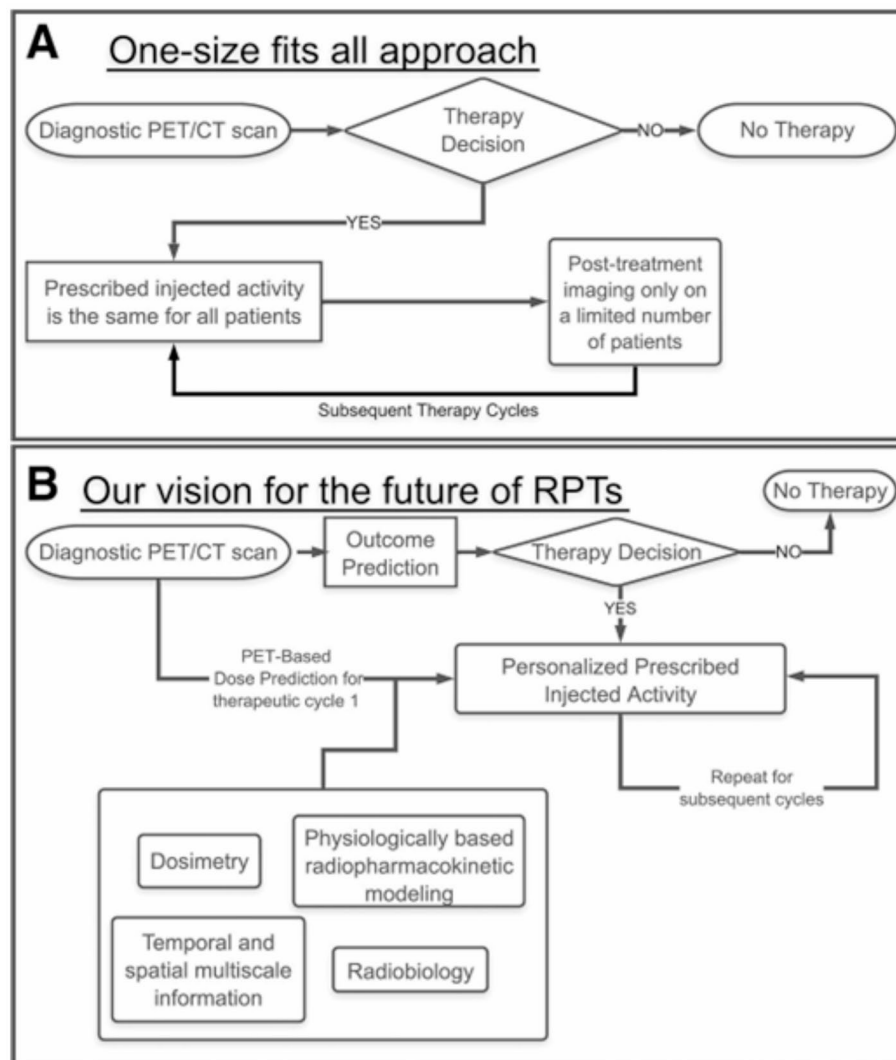 A
One-size fits all approach
Diagnostic PET/CT scan
Therapy
Decision
NO
No Therapy
YES
Prescribed injected activity
is the same for all patients
Post-treatment
imaging only on
a limited number
of patients
Subsequent Therapy Cycles
B
Our vision for the future of RPTs
No Therapy
Diagnostic PET/CT scan
Outcome
Prediction
Therapy Decision
NO
YES
PET-Based
Dose Prediction for
therapeutic cycle 1
Personalized Prescribed
Injected Activity
Repeat for
subsequent cycles
Dosimetry
Physiologically based
radiopharmacokinetic
modeling
Temporal and
spatial multiscale
information
Radiobiology